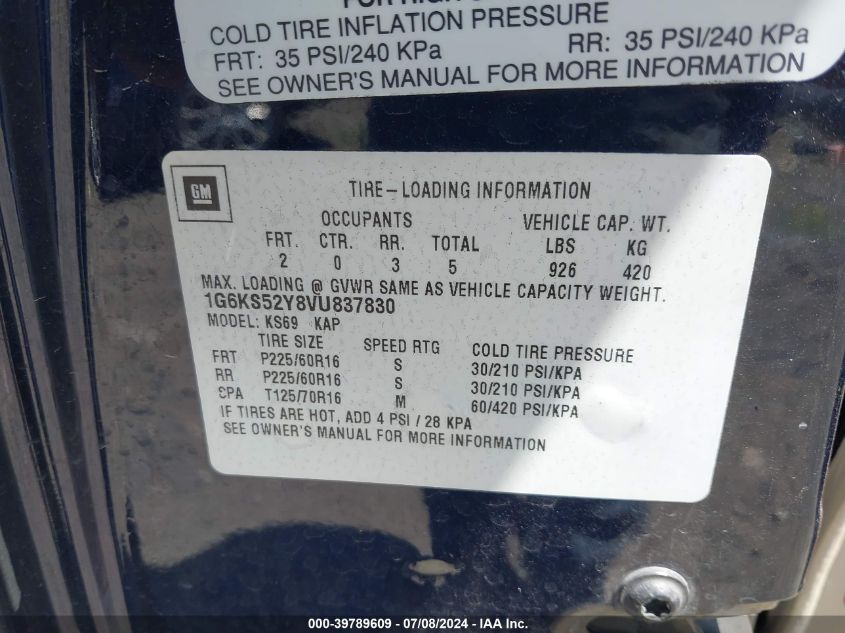 COLD TIRE INFLATION PRESSURE
FRT: 35 PSI/240 KPa RR: 35 PSI/240 KPa
SEE OWNER'S MANUAL FOR MORE INFORMATION
GM
TIRE-LOADING INFORMATION
OCCUPANTS VEHICLE CAP. WT.
FRT. CTR. RR. TOTAL LBS KG
2 0 3 5 926 420
MAX. LOADING @ GVWR SAME AS VEHICLE CAPACITY WEIGHT.
1G6KS52Y8VU837830
MODEL: KS69 KAP
TIRE SIZE SPEED RTG COLD TIRE PRESSURE
FRT P225/60R16 S 30/210 PSI/KPA
RR P225/60R16 S 30/210 PSI/KPA
SPA T125/70R16 M 60/420 PSI/KPA
IF TIRES ARE HOT, ADD 4 PSI / 28 KPA
SEE OWNER'S MANUAL FOR MORE INFORMATION
000-39789609 - 07/08/2024 - IAA Inc.